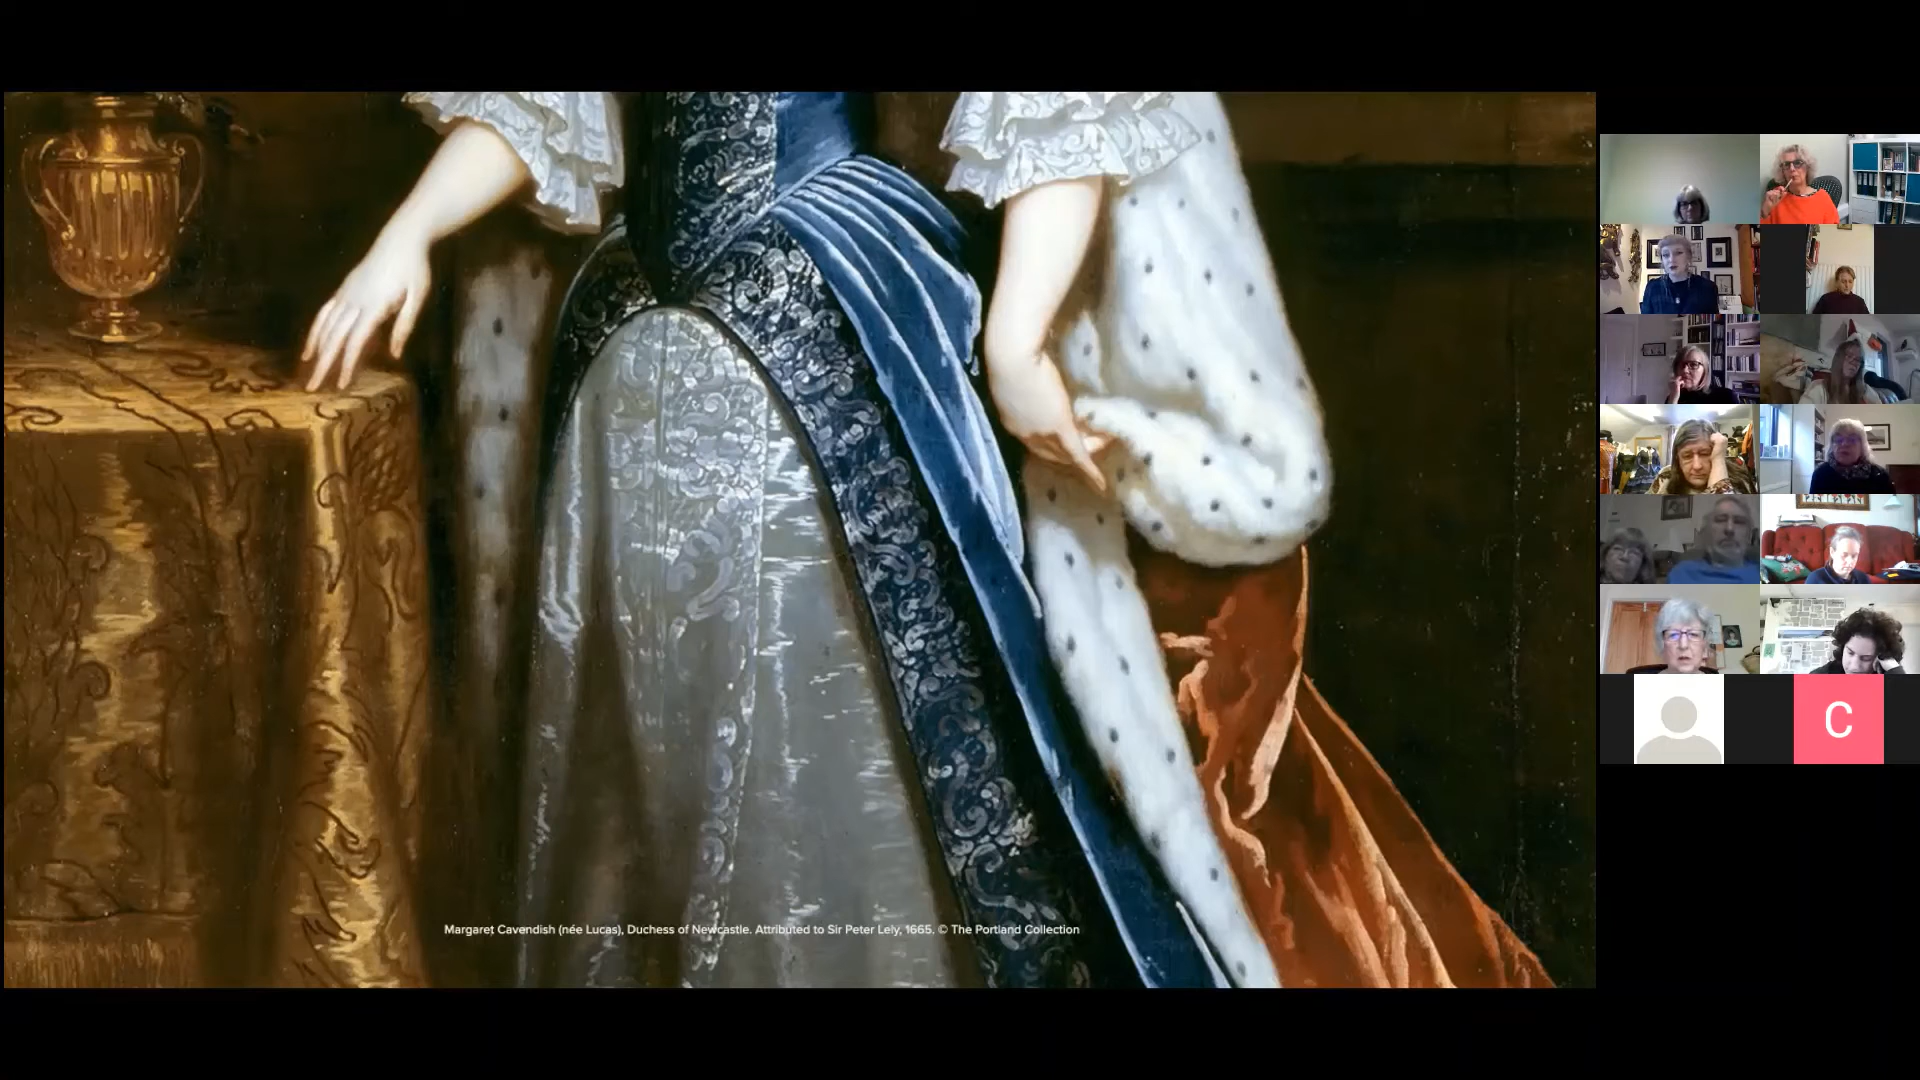 Margaret Cavendish (née Lucas), Duchess of Newcastle. Attributed to Sir Peter Lely, 1665. © The Portland Collection
C